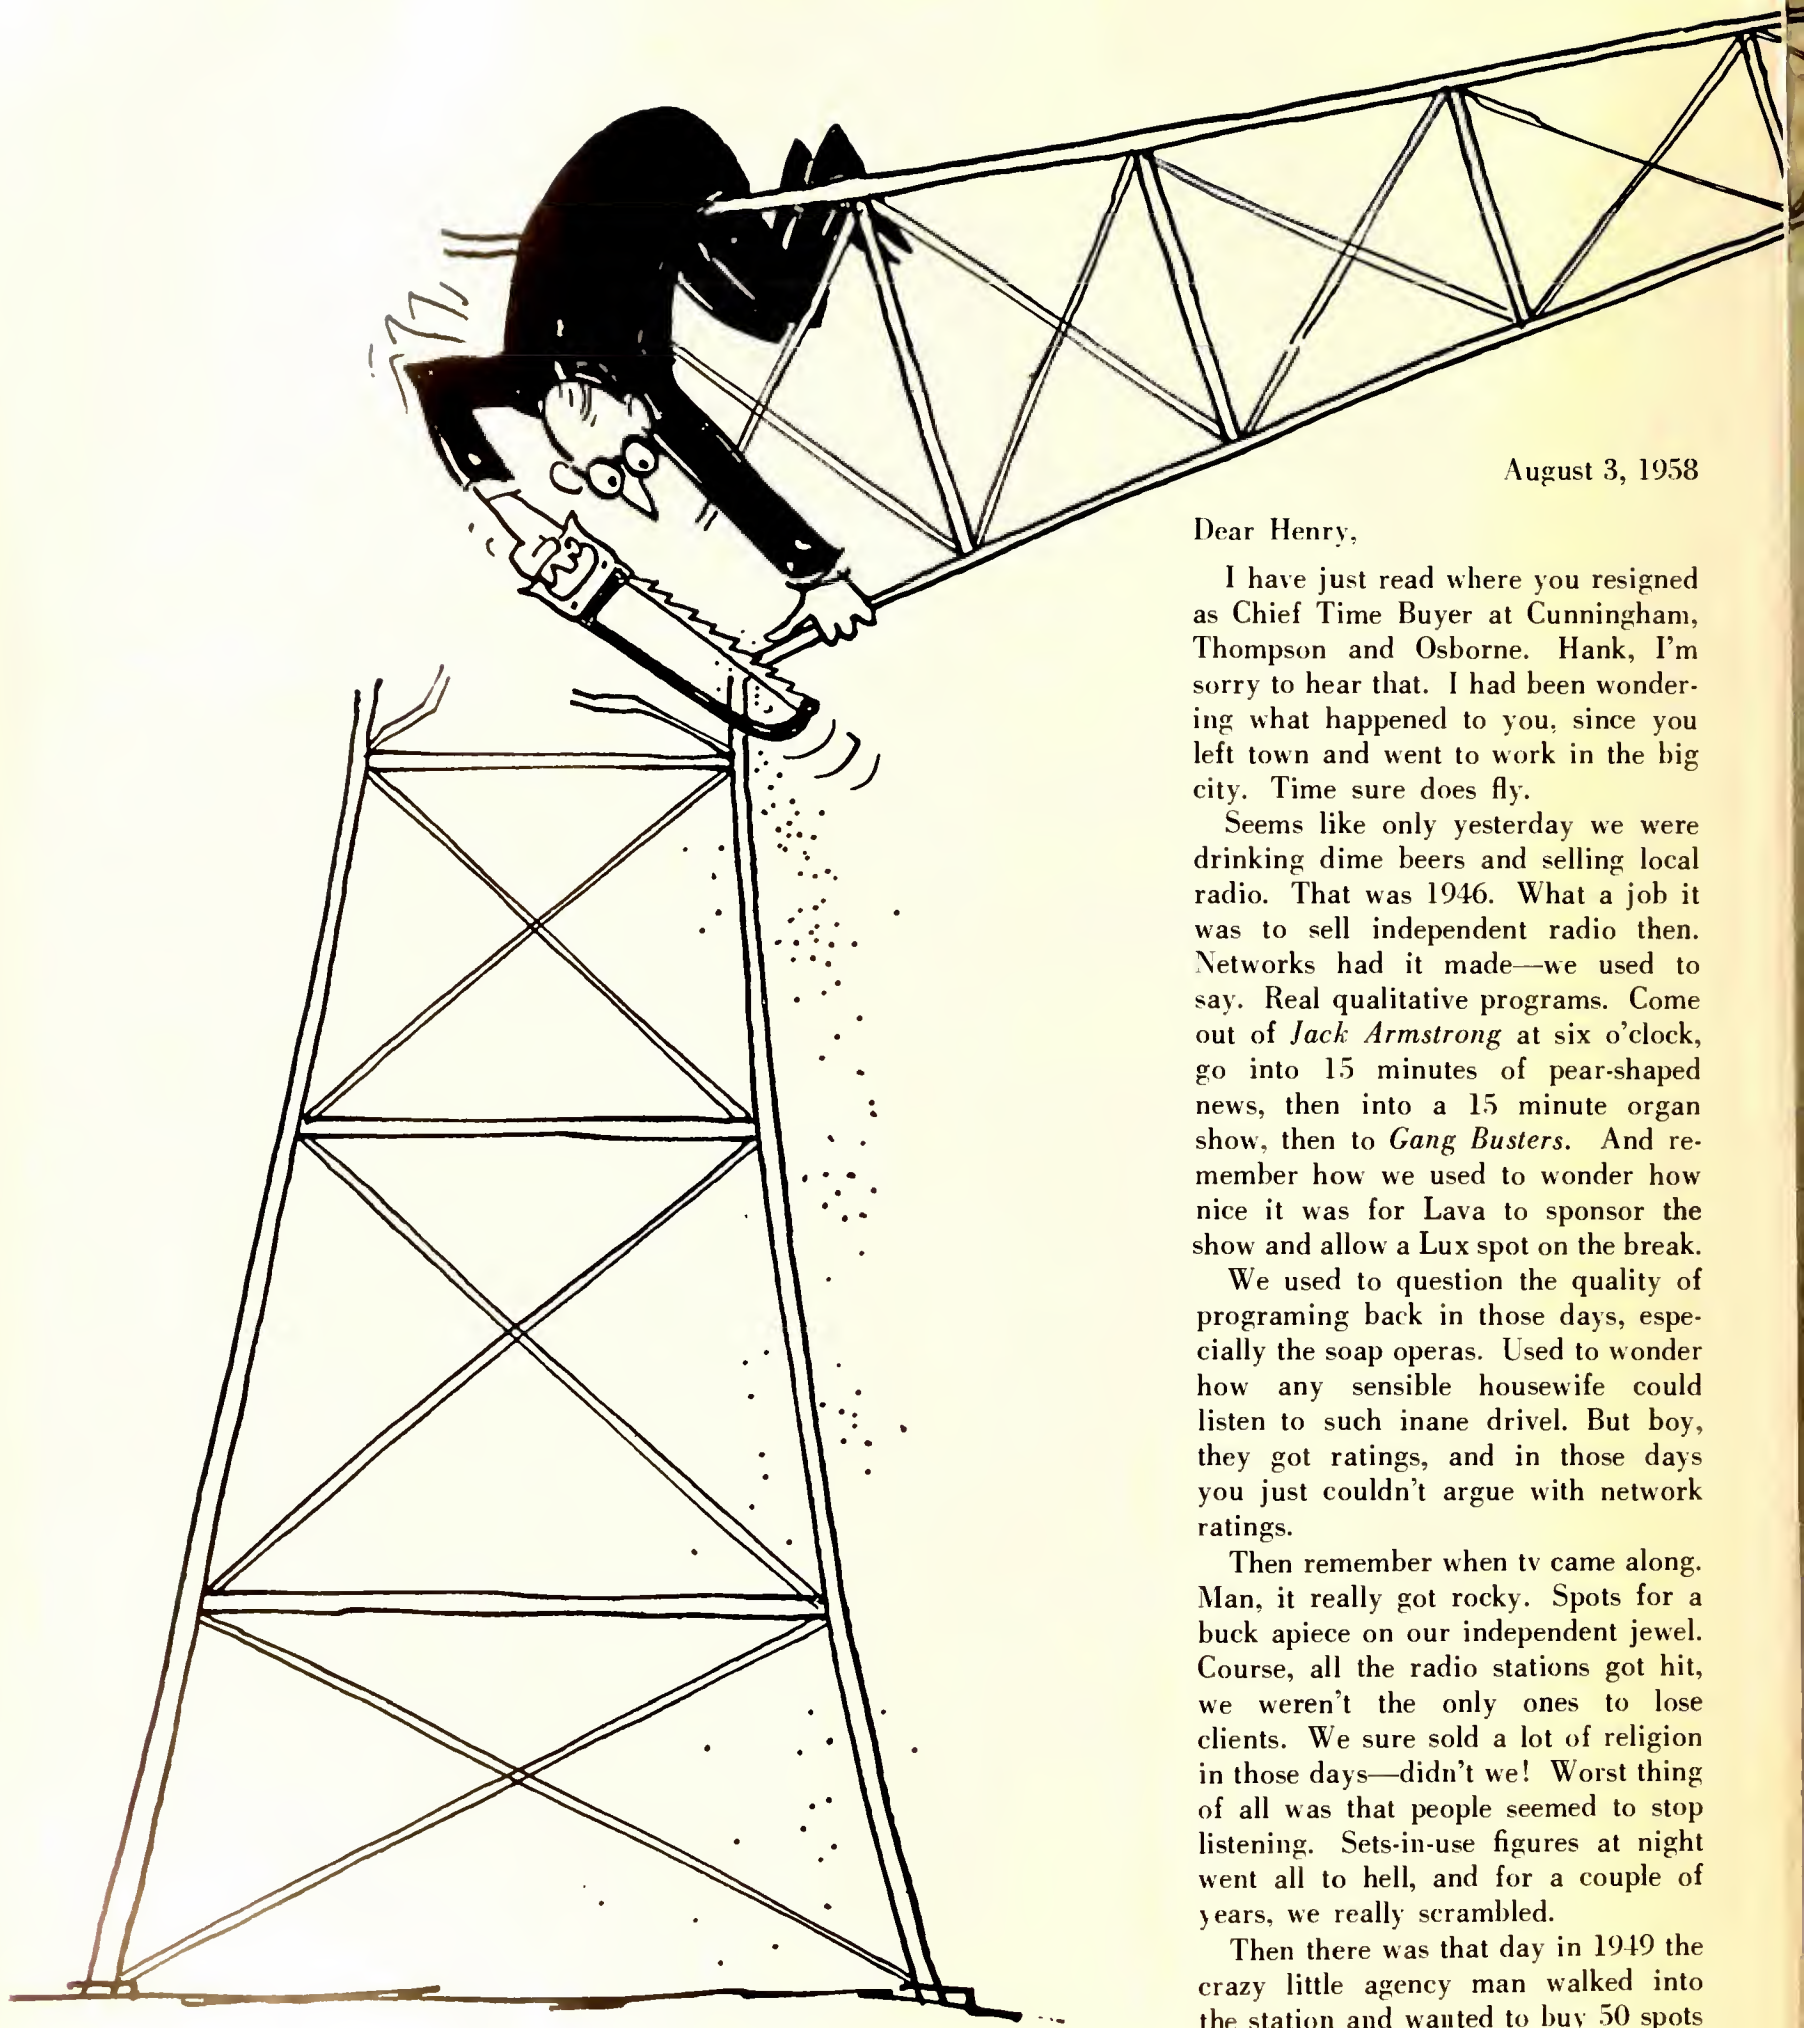 August 3, 1958
Dear Henry,
I have just read where you resigned
as Chief Time Buyer at Cunningham,
Thompson and Osborne. Hank, I'm
sorry to hear that. I had been wonder-
ing what happened to you, since you
left town and went to work in the big
city. Time sure does fly.
Seems like only yesterday we were
drinking dime beers and selling local
radio. That was 1946. What a job it
was to sell independent radio then.
Networks had it made—we used to
say. Real qualitative programs. Come
out of Jack Armstrong at six o'clock,
go into 15 minutes of pear-shaped
news, then into a 15 minute organ
show, then to Gang Busters. And re-
member how we used to wonder how
nice it was for Lava to sponsor the
show and allow a Lux spot on the break.
We used to question the quality of
programing back in those days, espe-
cially the soap operas. Used to wonder
how any sensible housewife could
listen to such inane drivel. But boy,
they got ratings, and in those days
you just couldn't argue with network
ratings.
Then remember when tv came along.
Man, it really got rocky. Spots for a
buck apiece on our independent jewel.
Course, all the radio stations got hit,
we weren't the only ones to lose
clients. We sure sold a lot of religion
in those days—didn't we! Worst thing
of all was that people seemed to stop
listening. Sets-in-use figures at night
went all to hell, and for a couple of
years, we really scrambled.
Then there was that day in 1949 the
crazy little agency man walked into
the station and wanted to buy 50 spots